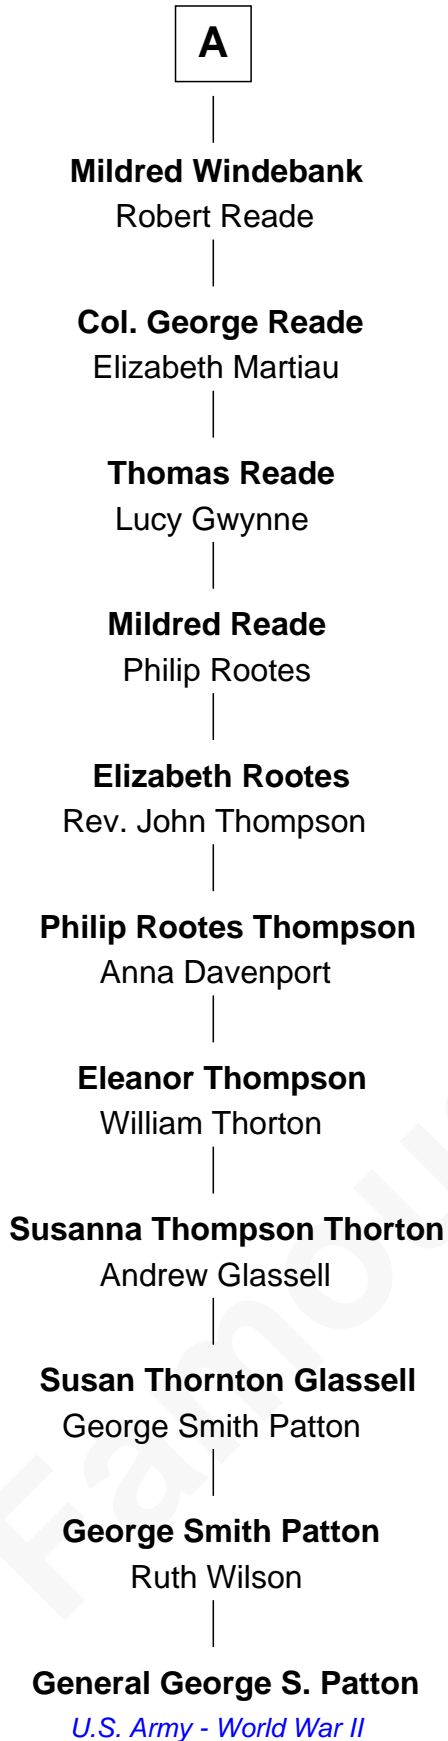 A
Mildred Windebank
Robert Reade
Col. George Reade
Elizabeth Martiau
Thomas Reade
Lucy Gwynne
Mildred Reade
Philip Rootes
Elizabeth Rootes
Rev. John Thompson
Philip Rootes Thompson
Anna Davenport
Eleanor Thompson
William Thorton
Susanna Thompson Thorton
Andrew Glassell
Susan Thornton Glassell
George Smith Patton
George Smith Patton
Ruth Wilson
General George S. Patton
U.S. Army - World War II
Famou